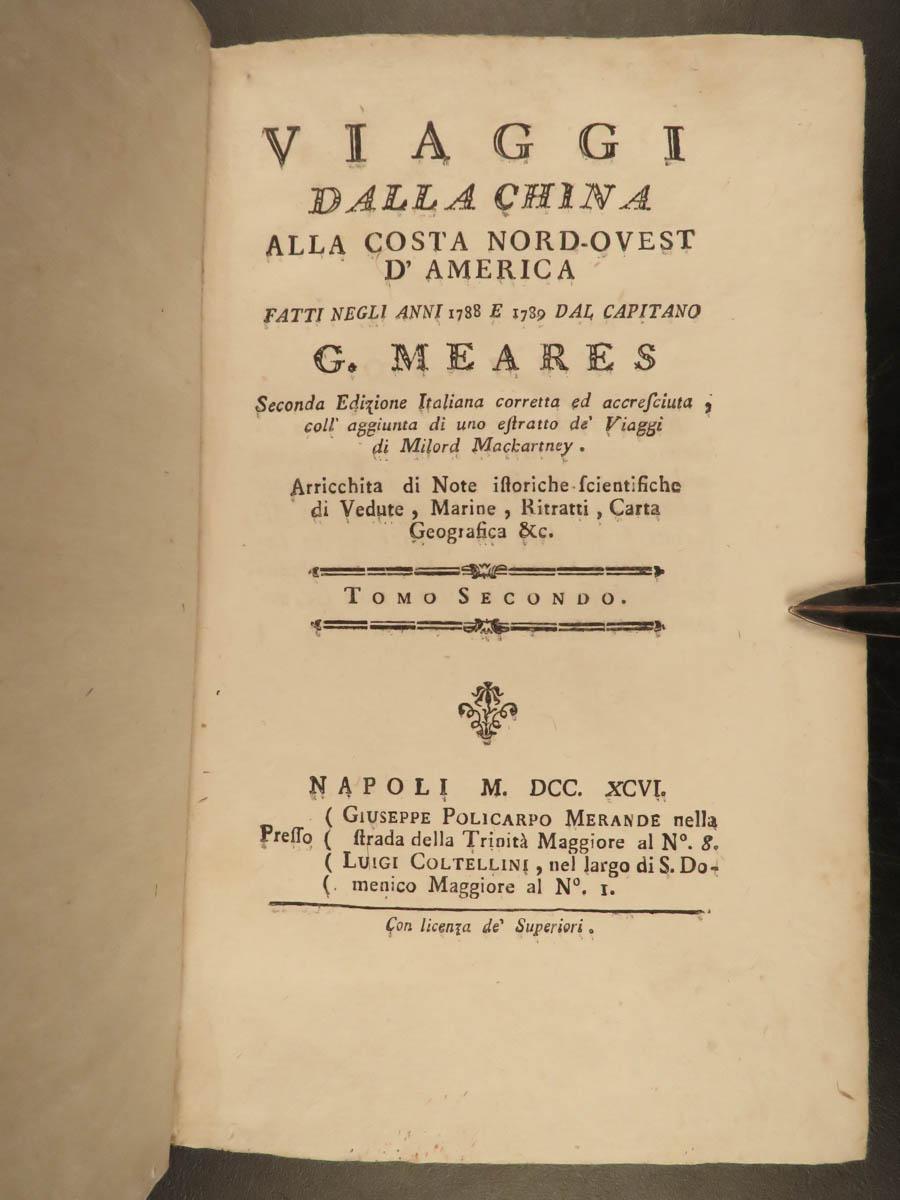 VIAGGI
DALLA CHINA
ALLA COSTA NORD-OVEST
D' AMERICA
FATTI NEGLI ANNI 1788 E 1789 DAL CAPITANO
G. MEARES
Seconda Edizione Italiana corretta ed accreſciuta,
coll' aggiunta di uno eſtratto de' Viaggi
di Milord Mackartney.
Arricchita di Note iſtoriche ſcientifiche
di Vedute, Marine, Ritratti, Carta
Geografica &c.
TOMO SECONDO.
NAPOLI M. DCC. XCVI.
( GIUSEPPE POLICARPO MERANDE nella
Preſſo ( ſtrada della Trinità Maggiore al Nº. 8.
( LUIGI COLTELLINI, nel largo di S. Do-
( menico Maggiore al Nº. 1.
Con licenza de' Superiori.